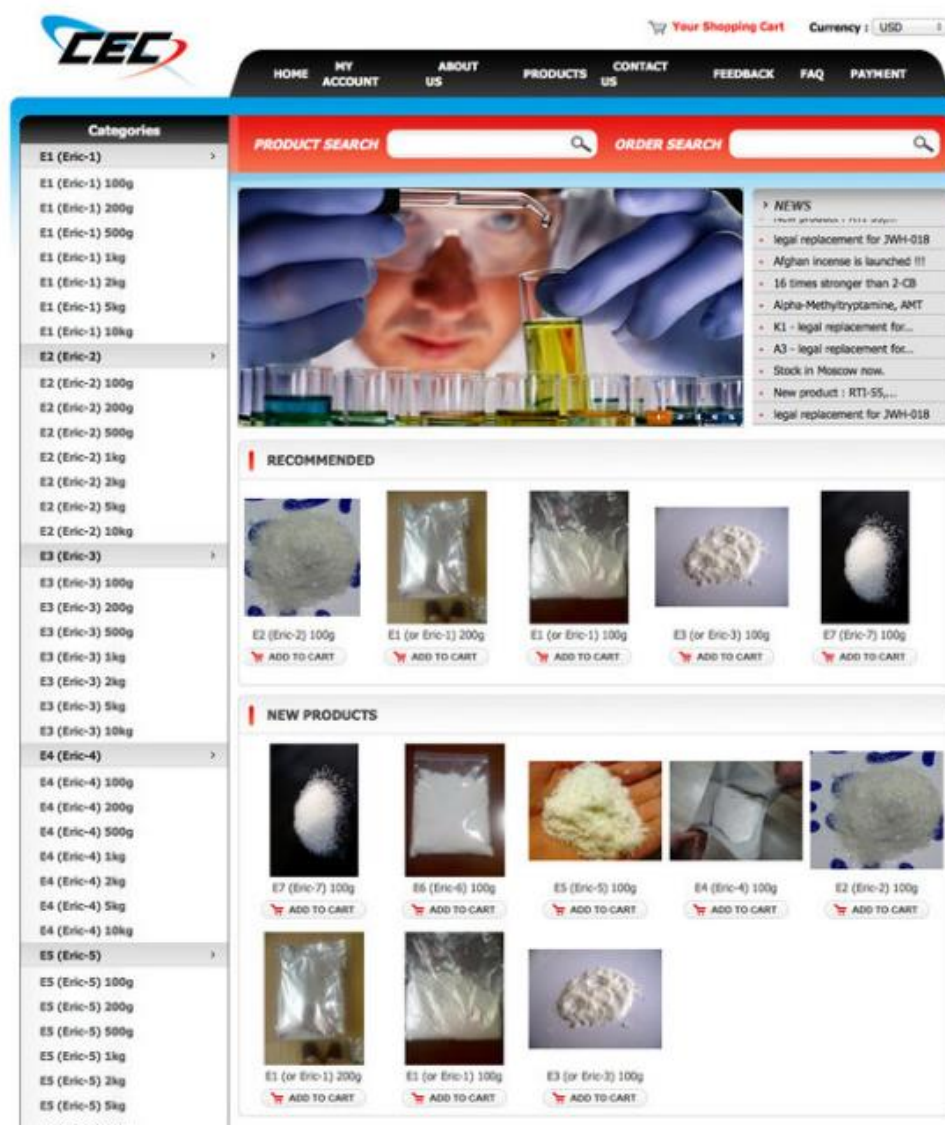 CEC
Your Shopping Cart
Currency : USD
HOME
MY ACCOUNT
ABOUT US
PRODUCTS
CONTACT US
FEEDBACK
FAQ
PAYMENT
Categories
E1 (Eric-1)
E1 (Eric-1) 100g
E1 (Eric-1) 200g
E1 (Eric-1) 500g
E1 (Eric-1) 1kg
E1 (Eric-1) 2kg
E1 (Eric-1) 5kg
E1 (Eric-1) 10kg
E2 (Eric-2)
E2 (Eric-2) 100g
E2 (Eric-2) 200g
E2 (Eric-2) 500g
E2 (Eric-2) 1kg
E2 (Eric-2) 2kg
E2 (Eric-2) 5kg
E2 (Eric-2) 10kg
E3 (Eric-3)
E3 (Eric-3) 100g
E3 (Eric-3) 200g
E3 (Eric-3) 500g
E3 (Eric-3) 1kg
E3 (Eric-3) 2kg
E3 (Eric-3) 5kg
E3 (Eric-3) 10kg
E4 (Eric-4)
E4 (Eric-4) 100g
E4 (Eric-4) 200g
E4 (Eric-4) 500g
E4 (Eric-4) 1kg
E4 (Eric-4) 2kg
E4 (Eric-4) 5kg
E4 (Eric-4) 10kg
E5 (Eric-5)
E5 (Eric-5) 100g
E5 (Eric-5) 200g
E5 (Eric-5) 500g
E5 (Eric-5) 1kg
E5 (Eric-5) 2kg
E5 (Eric-5) 5kg
PRODUCT SEARCH
ORDER SEARCH
NEWS
New product : RTI-55,...
legal replacement for JWH-018
Afghan incense is launched !!!
16 times stronger than 2-CB
Alpha-Methyltryptamine, AMT
K1 - legal replacement for...
A3 - legal replacement for...
Stock in Moscow now.
New product : RTI-55,...
legal replacement for JWH-018
RECOMMENDED
E2 (Eric-2) 100g
ADD TO CART
E1 (or Eric-1) 200g
ADD TO CART
E1 (or Eric-1) 100g
ADD TO CART
E3 (or Eric-3) 100g
ADD TO CART
E7 (Eric-7) 100g
ADD TO CART
NEW PRODUCTS
E7 (Eric-7) 100g
ADD TO CART
E6 (Eric-6) 100g
ADD TO CART
E5 (Eric-5) 100g
ADD TO CART
E4 (Eric-4) 100g
ADD TO CART
E2 (Eric-2) 100g
ADD TO CART
E1 (or Eric-1) 200g
ADD TO CART
E1 (or Eric-1) 100g
ADD TO CART
E3 (or Eric-3) 100g
ADD TO CART